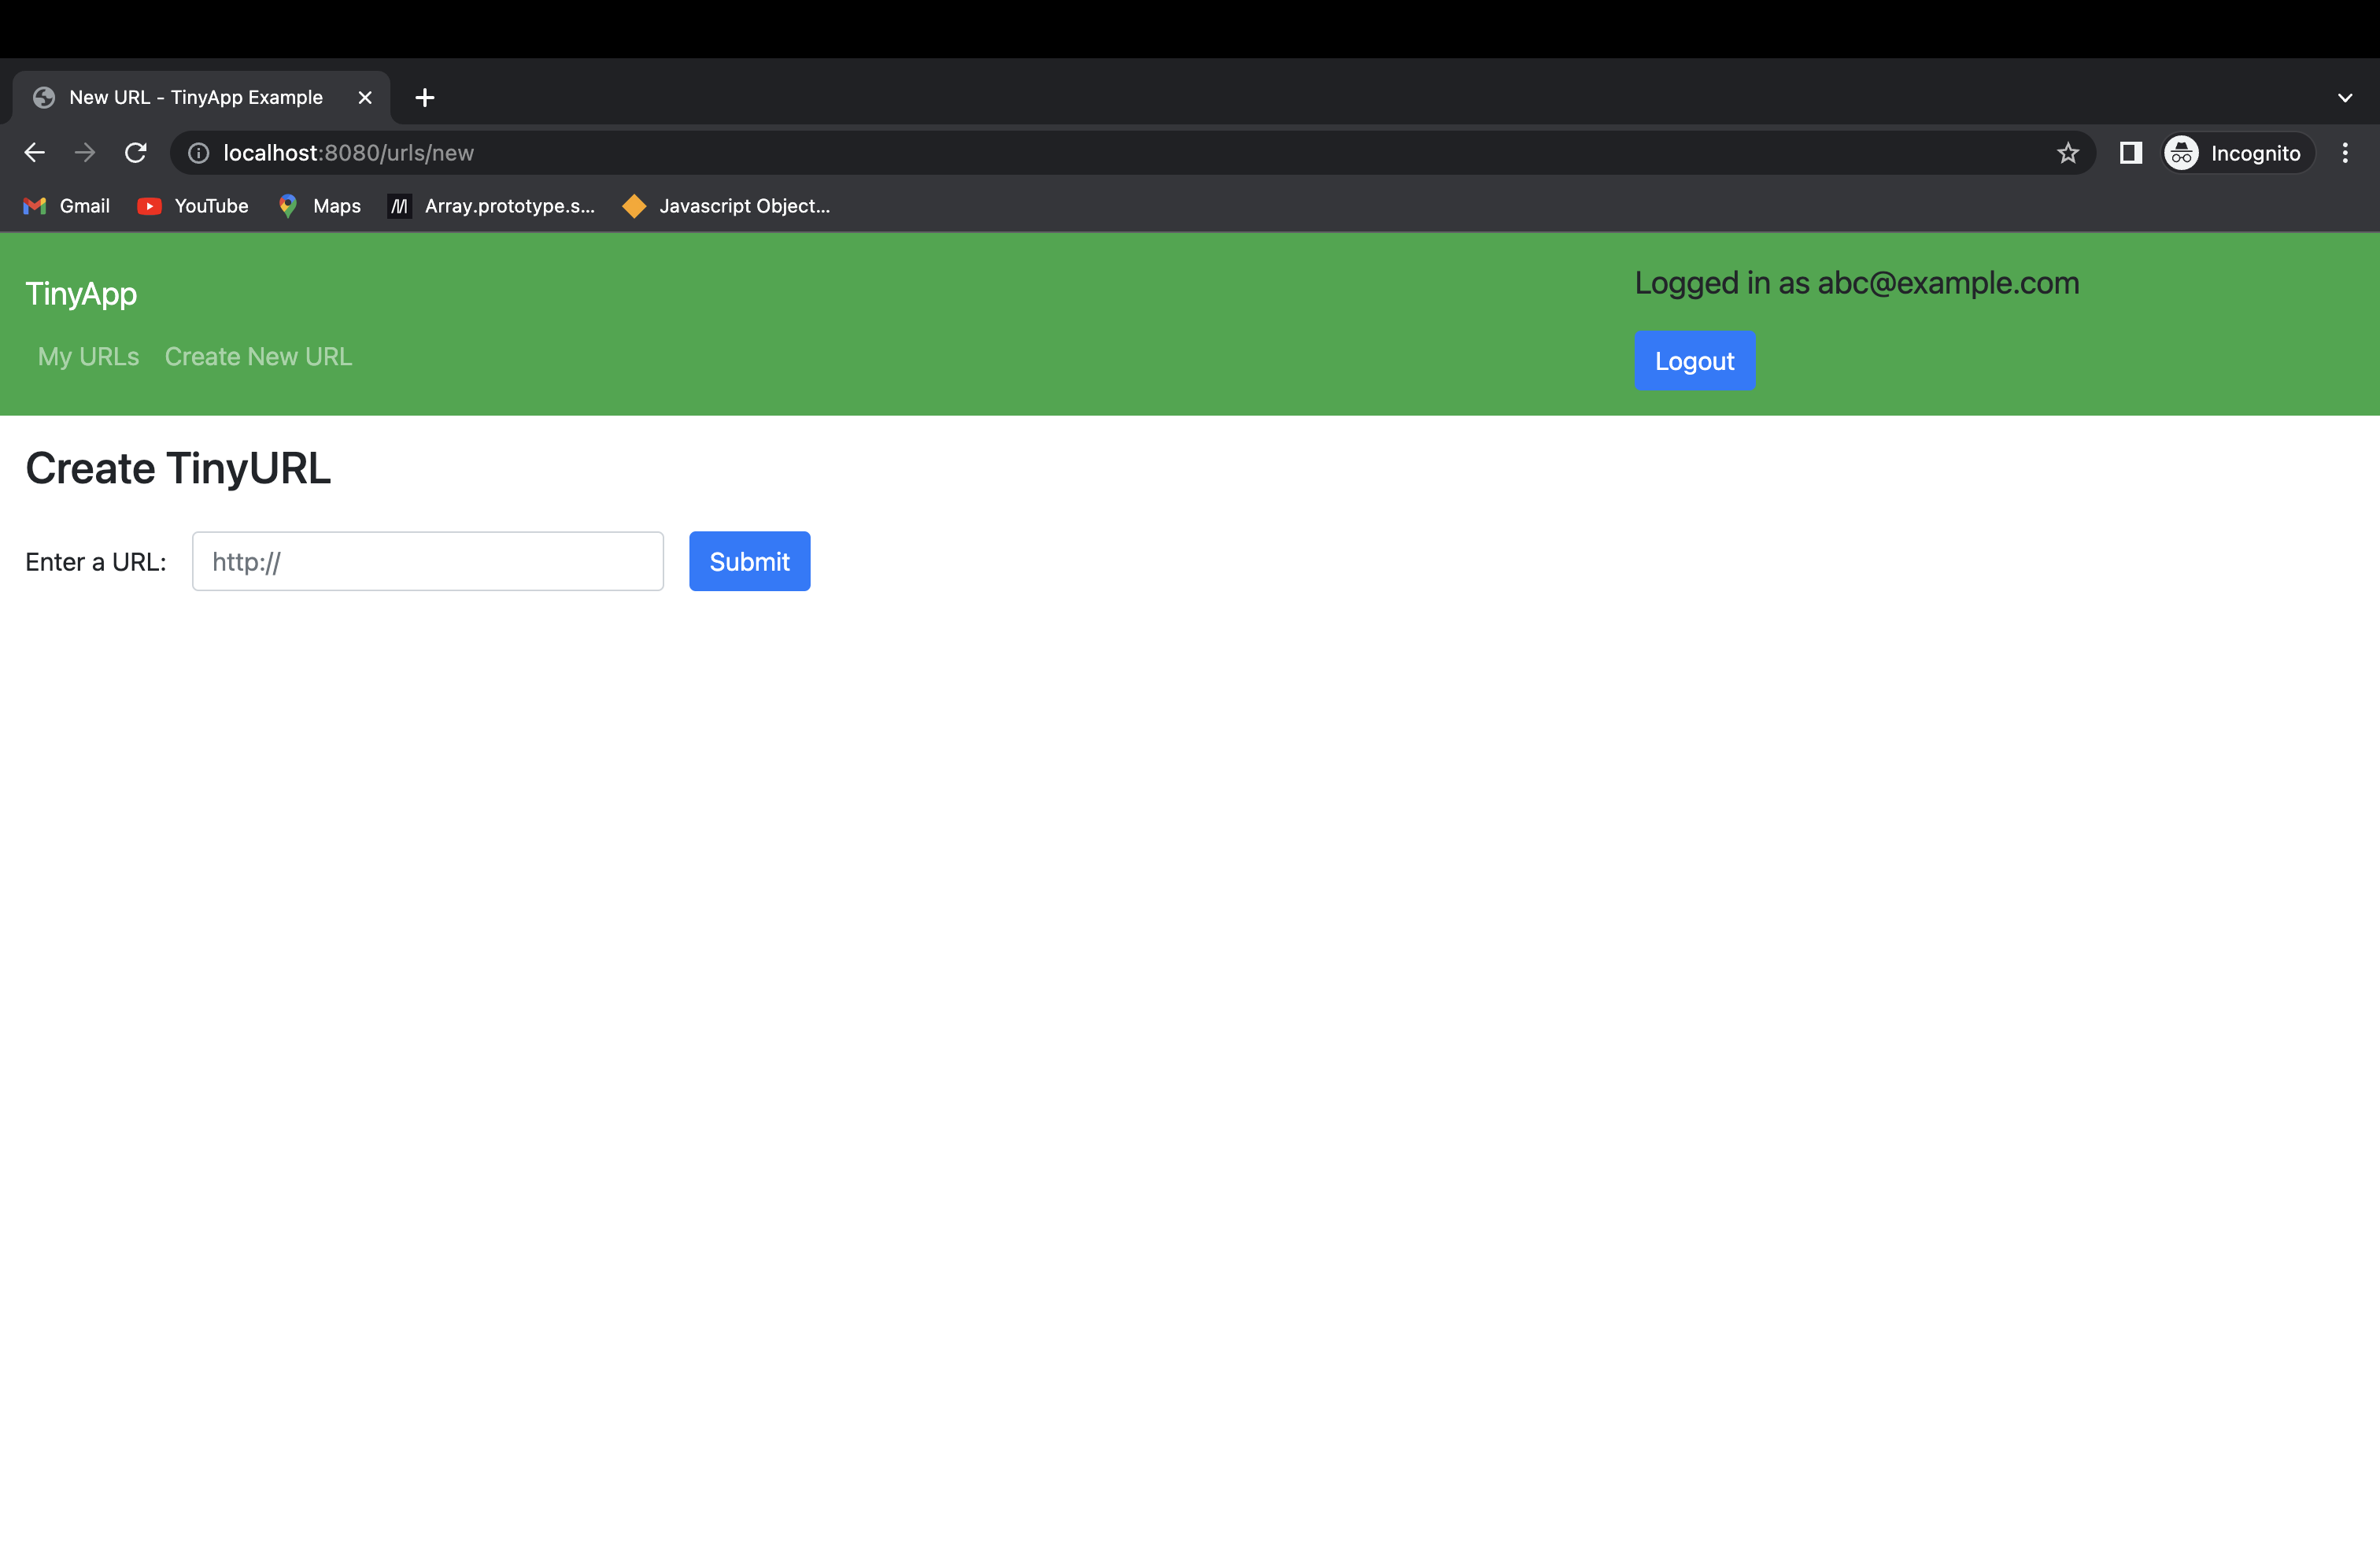 New URL - TinyApp Example
localhost:8080/urls/new
Incognito
Gmail YouTube Maps Array.prototype.s... Javascript Object...
TinyApp
My URLs Create New URL
Logged in as abc@example.com
Logout
Create TinyURL
Enter a URL: http:// Submit